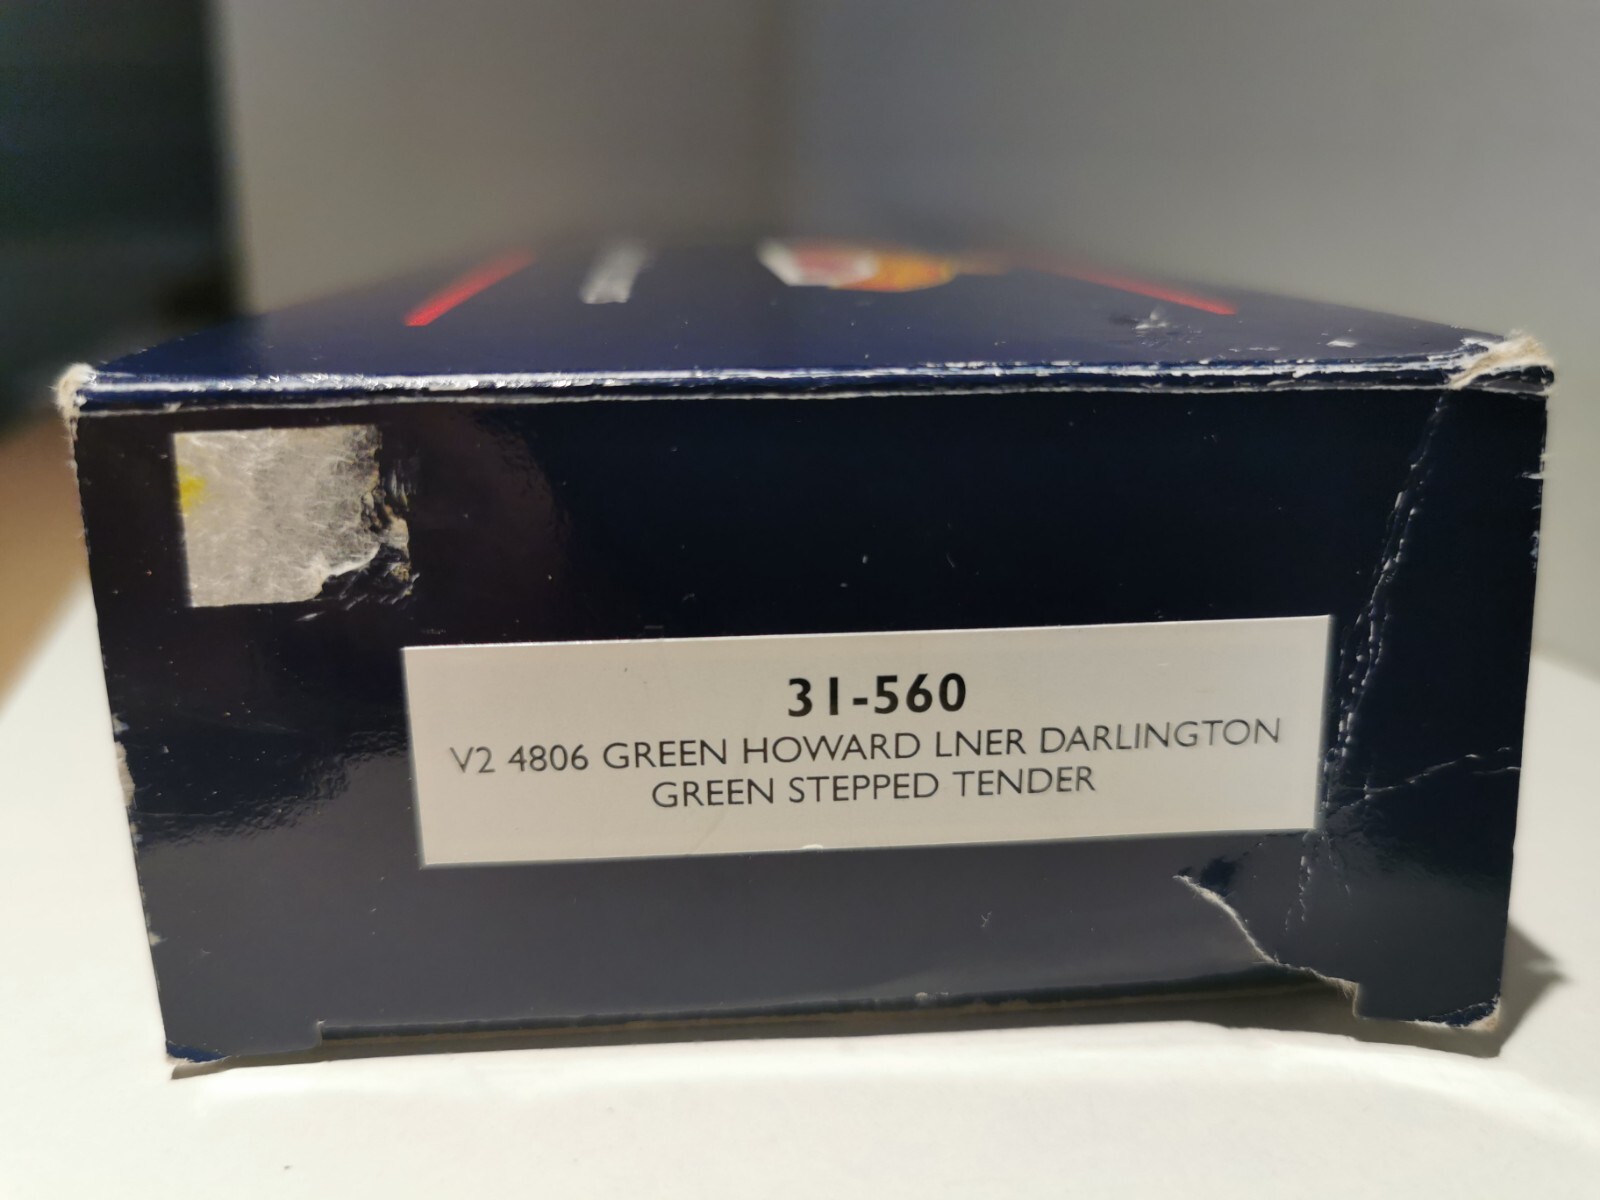 31-560
V2 4806 GREEN HOWARD LNER DARLINGTON
GREEN STEPPED TENDER